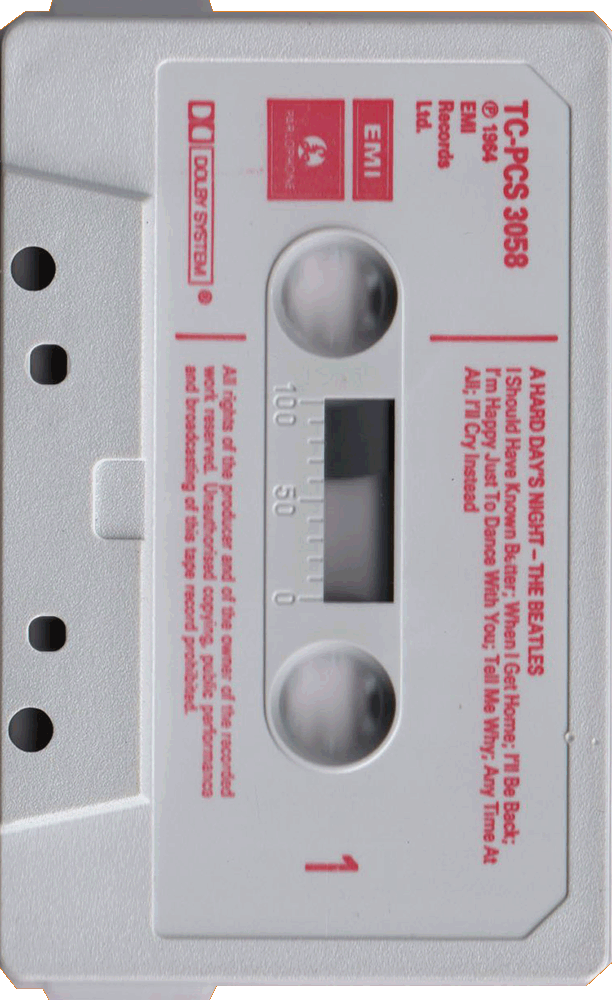 TC-PCS 3058
℗ 1964
EMI
Records
Ltd.
A HARD DAY'S NIGHT – THE BEATLES
I Should Have Known Better; When I Get Home; I'll Be Back;
I'm Happy Just To Dance With You; Tell Me Why; Any Time At
All; I'll Cry Instead
EMI
PARLOPHONE
100 50 0
1
DOLBY SYSTEM ®
All rights of the producer and of the owner of the recorded
work reserved. Unauthorised copying, public performance
and broadcasting of this tape record prohibited.